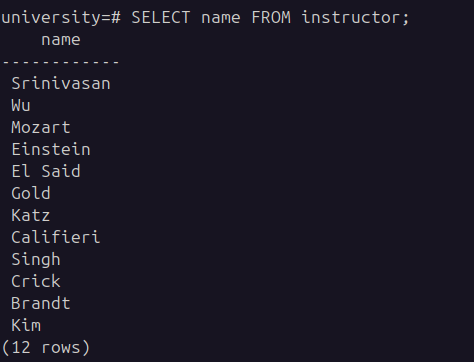 university=# SELECT name FROM instructor;
name
------------
Srinivasan
Wu
Mozart
Einstein
El Said
Gold
Katz
Califieri
Singh
Crick
Brandt
Kim
(12 rows)